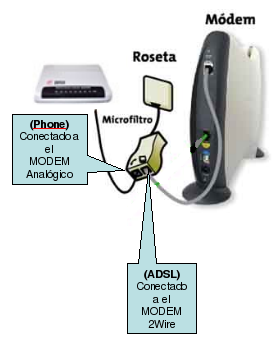 Módem
Roseta
Microfiltro
(Phone)
Conectado a
el
MODEM
Analógico
(ADSL)
Conectado
a el
MODEM
2Wire